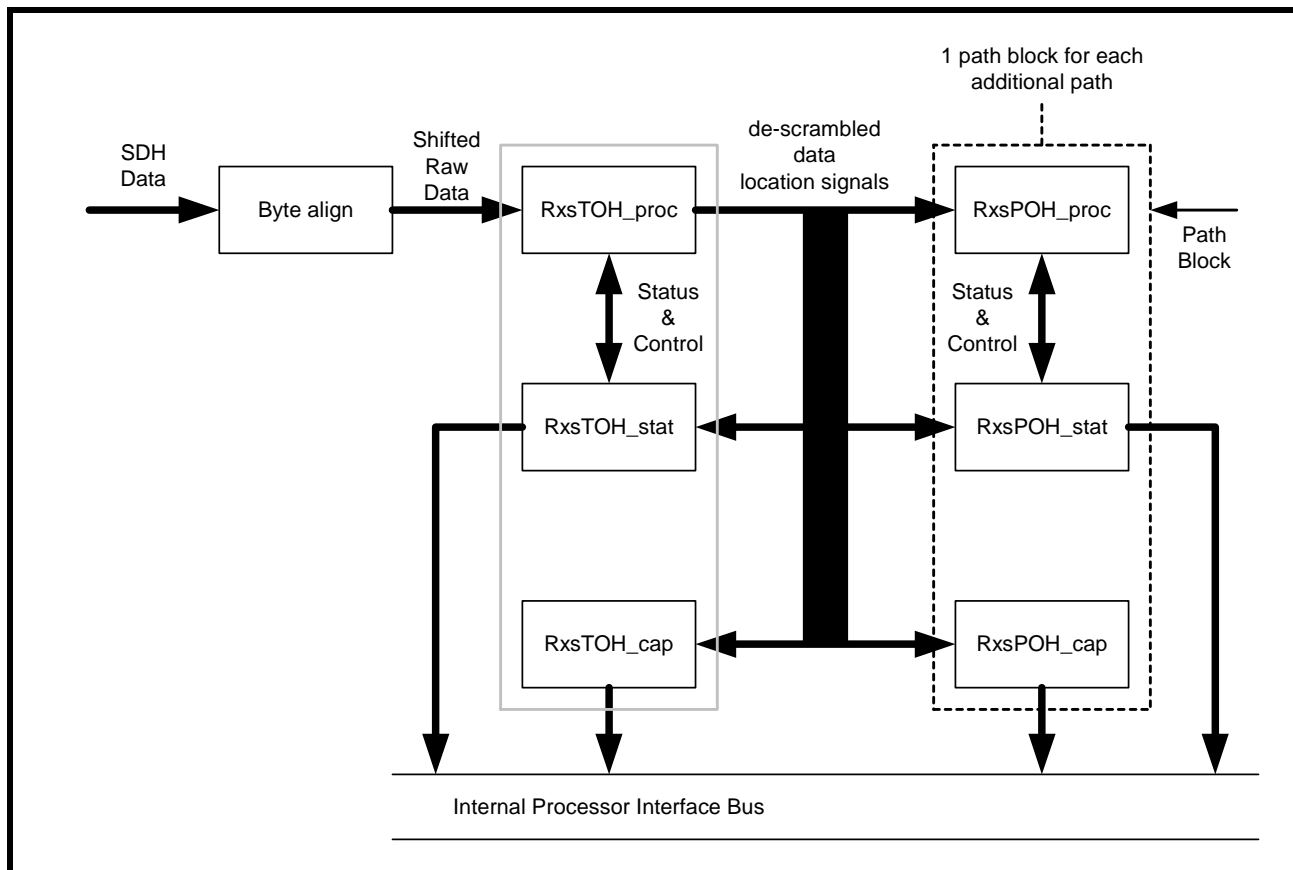 1 path block for each
additional path
SDH
Data
Shifted
Raw
Data
de-scrambled
data
location signals
Byte align
RxsTOH_proc
RxsPOH_proc
Path
Block
Status
&
Control
Status
&
Control
RxsTOH_stat
RxsPOH_stat
RxsTOH_cap
RxsPOH_cap
Internal Processor Interface Bus